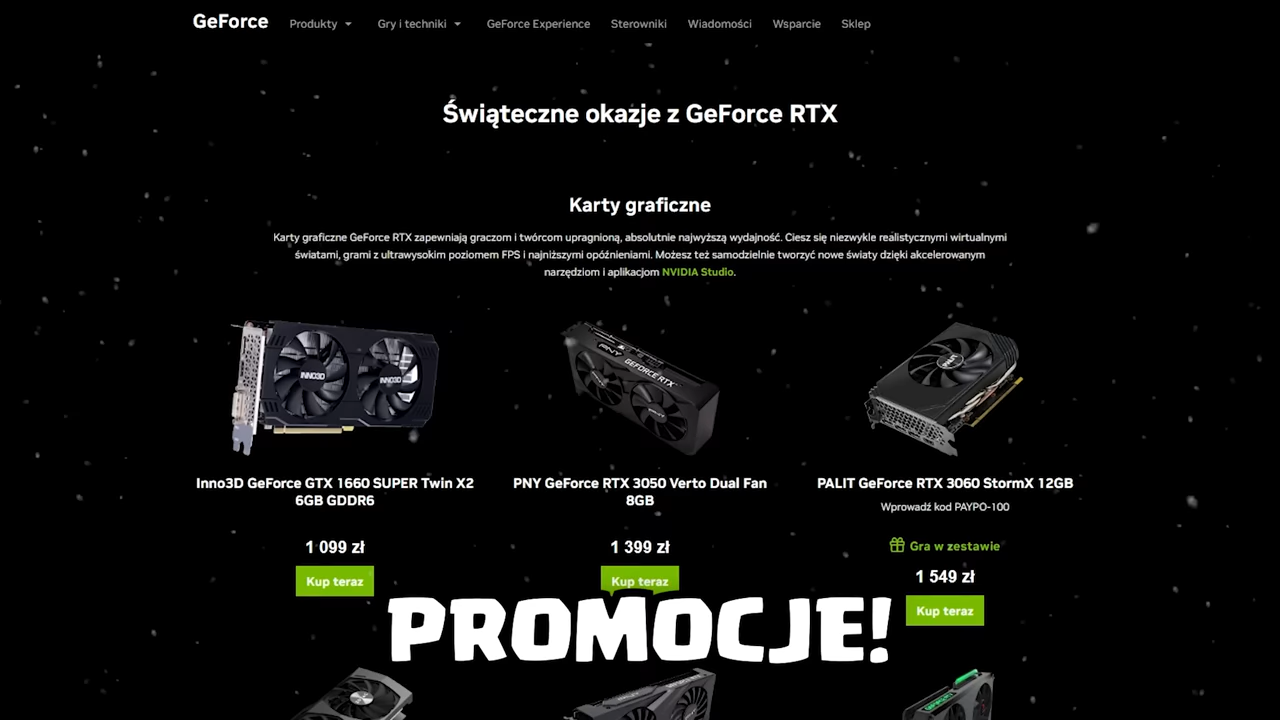 GeForce
Produkty
Gry i techniki
GeForce Experience
Sterowniki
Wiadomości
Wsparcie
Sklep
Świąteczne okazje z GeForce RTX
Karty graficzne
Karty graficzne GeForce RTX zapewniają graczom i twórcom upragnioną, absolutnie najwyższą wydajność. Ciesz się niezwykle realistycznymi wirtualnymi
światami, grami z ultrawysokim poziomem FPS i najniższymi opóźnieniami. Możesz też samodzielnie tworzyć nowe światy dzięki akcelerowanym
narzędziom i aplikacjom NVIDIA Studio.
INNO3D
INNO3D
PNY
GEFORCE RTX
Inno3D GeForce GTX 1660 SUPER Twin X2
6GB GDDR6
1 099 zł
Kup teraz
PNY GeForce RTX 3050 Verto Dual Fan
8GB
1 399 zł
Kup teraz
PALIT GeForce RTX 3060 StormX 12GB
Wprowadź kod PAYPO-100
Gra w zestawie
1 549 zł
Kup teraz
PROMOCJE!